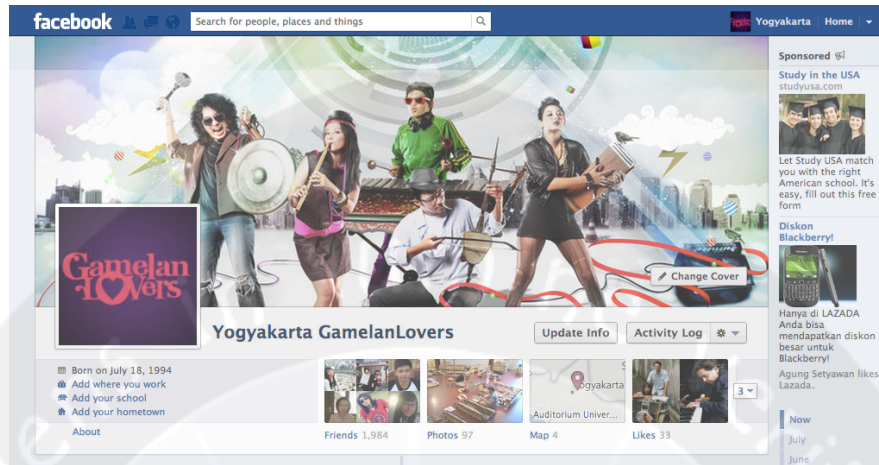 facebook
Search for people, places and things
Yogyakarta
Home
Gamelan
Lovers
Change Cover
Yogyakarta GamelanLovers
Update Info
Activity Log
Born on July 18, 1994
Add where you work
Add your school
Add your hometown
About
Friends 1,984
Photos 97
Yogyakarta
Auditorium Univer...
Map 4
Likes 33
3
Sponsored
Study in the USA
studyusa.com
Let Study USA match
you with the right
American school. It's
easy, fill out this free
form
Diskon
Blackberry!
Hanya di LAZADA
Anda bisa
mendapatkan diskon
besar untuk
Blackberry!
Agung Setyawan likes
Lazada.
Now
July
June